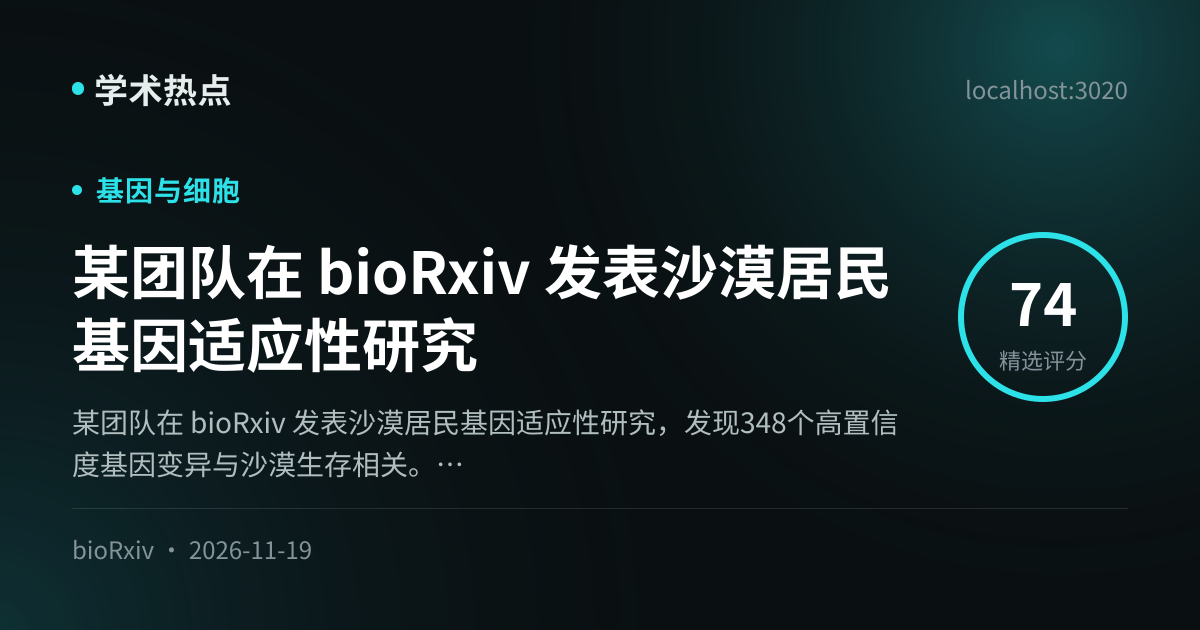 学术热点
localhost:3020
基因与细胞
某团队在 bioRxiv 发表沙漠居民
基因适应性研究
74
精选评分
某团队在 bioRxiv 发表沙漠居民基因适应性研究，发现348个高置信
度基因变异与沙漠生存相关。…
bioRxiv · 2026-11-19